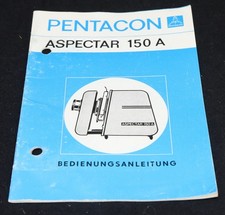 PENTACON
ASPECTAR 150 A
ASPECTAR 150 A
BEDIENUNGSANLEITUNG